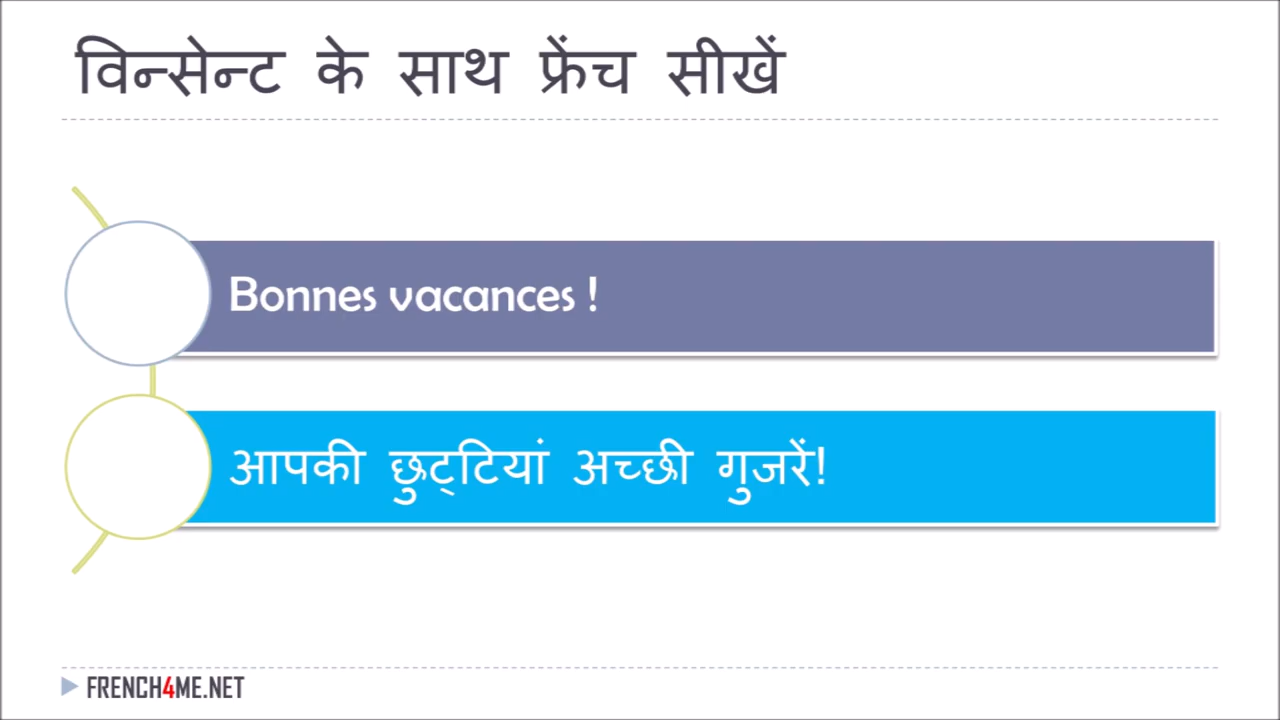 विन्सेन्ट के साथ फ्रेंच सीखें
Bonnes vacances !
आपकी छुट्टियां अच्छी गुजरें!
FRENCH4ME.NET